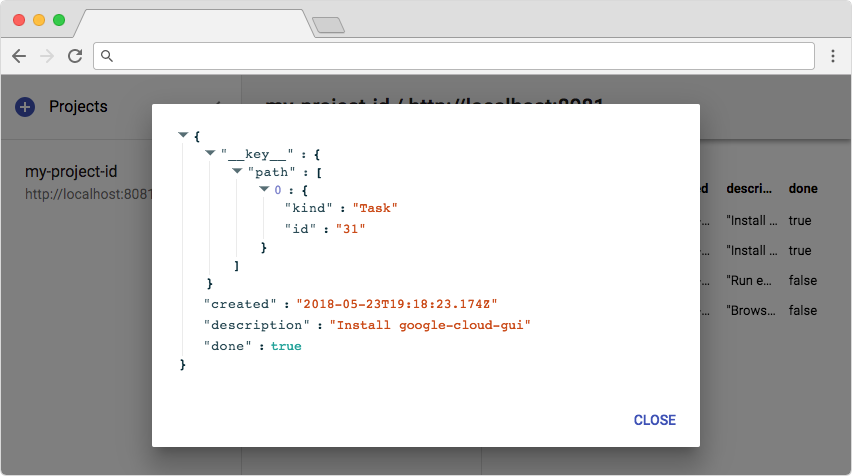 Projects
my-project-id / http://localhost:8081
my-project-id
http://localhost:8081
{
"__key__" : {
"path" : [
0 : {
"kind" : "Task"
"id" : "31"
}
]
}
"created" : "2018-05-23T19:18:23.174Z"
"description" : "Install google-cloud-gui"
"done" : true
}
CLOSE
descri... done
"Install ... true
"Install ... true
"Run e... false
"Brows... false